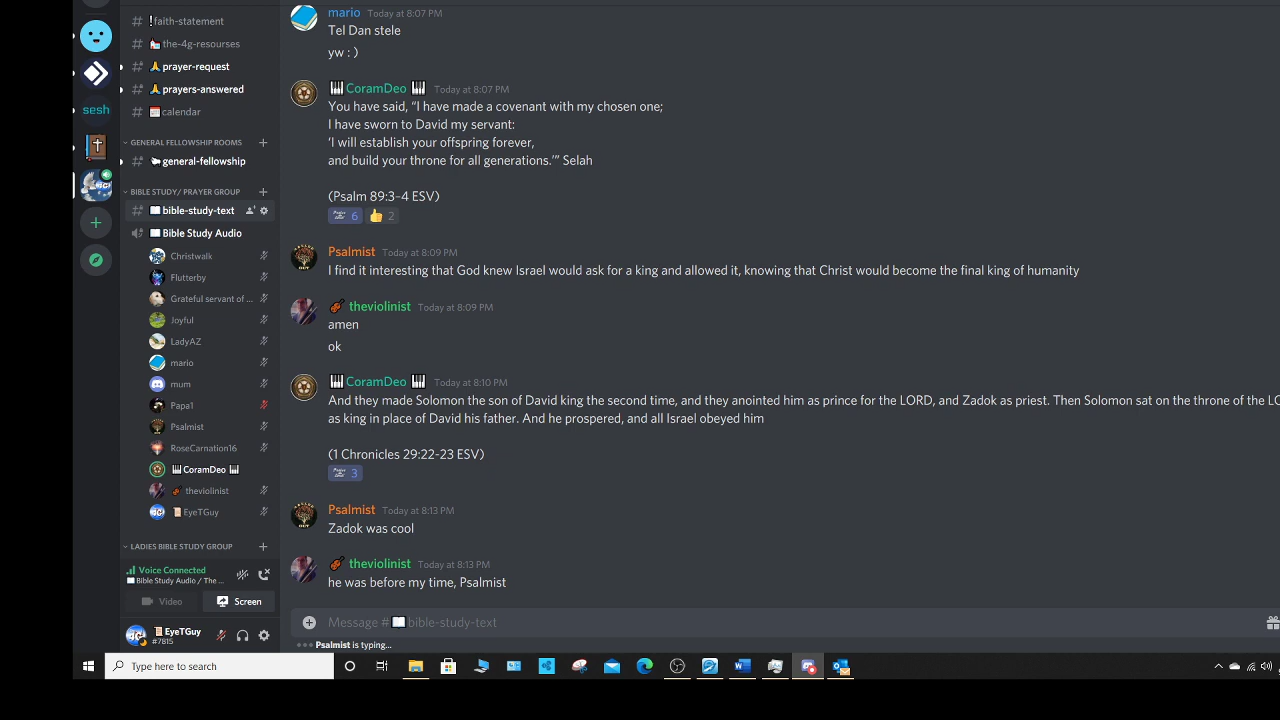 !faith-statement
the-4g-resourses
prayer-request
prayers-answered
calendar
GENERAL FELLOWSHIP ROOMS
general-fellowship
BIBLE STUDY/ PRAYER GROUP
bible-study-text
Bible Study Audio
Christwalk
Flutterby
Grateful servant of ...
Joyful
LadyAZ
mario
mum
Papa1
Psalmist
RoseCarnation16
CoramDeo
theviolinist
EyeTGuy
LADIES BIBLE STUDY GROUP
Voice Connected
Bible Study Audio / The ...
Video
Screen
EyeTGuy
#7815
sesh
mario Today at 8:07 PM
Tel Dan stele
yw : )
CoramDeo Today at 8:07 PM
You have said, “I have made a covenant with my chosen one;
I have sworn to David my servant:
‘I will establish your offspring forever,
and build your throne for all generations.’” Selah
(Psalm 89:3–4 ESV)
6 2
Psalmist Today at 8:09 PM
I find it interesting that God knew Israel would ask for a king and allowed it, knowing that Christ would become the final king of humanity
theviolinist Today at 8:09 PM
amen
ok
CoramDeo Today at 8:10 PM
And they made Solomon the son of David king the second time, and they anointed him as prince for the LORD, and Zadok as priest. Then Solomon sat on the throne of the LO
as king in place of David his father. And he prospered, and all Israel obeyed him
(1 Chronicles 29:22-23 ESV)
3
Psalmist Today at 8:13 PM
Zadok was cool
theviolinist Today at 8:13 PM
he was before my time, Psalmist
Message # bible-study-text
Psalmist is typing...
Type here to search